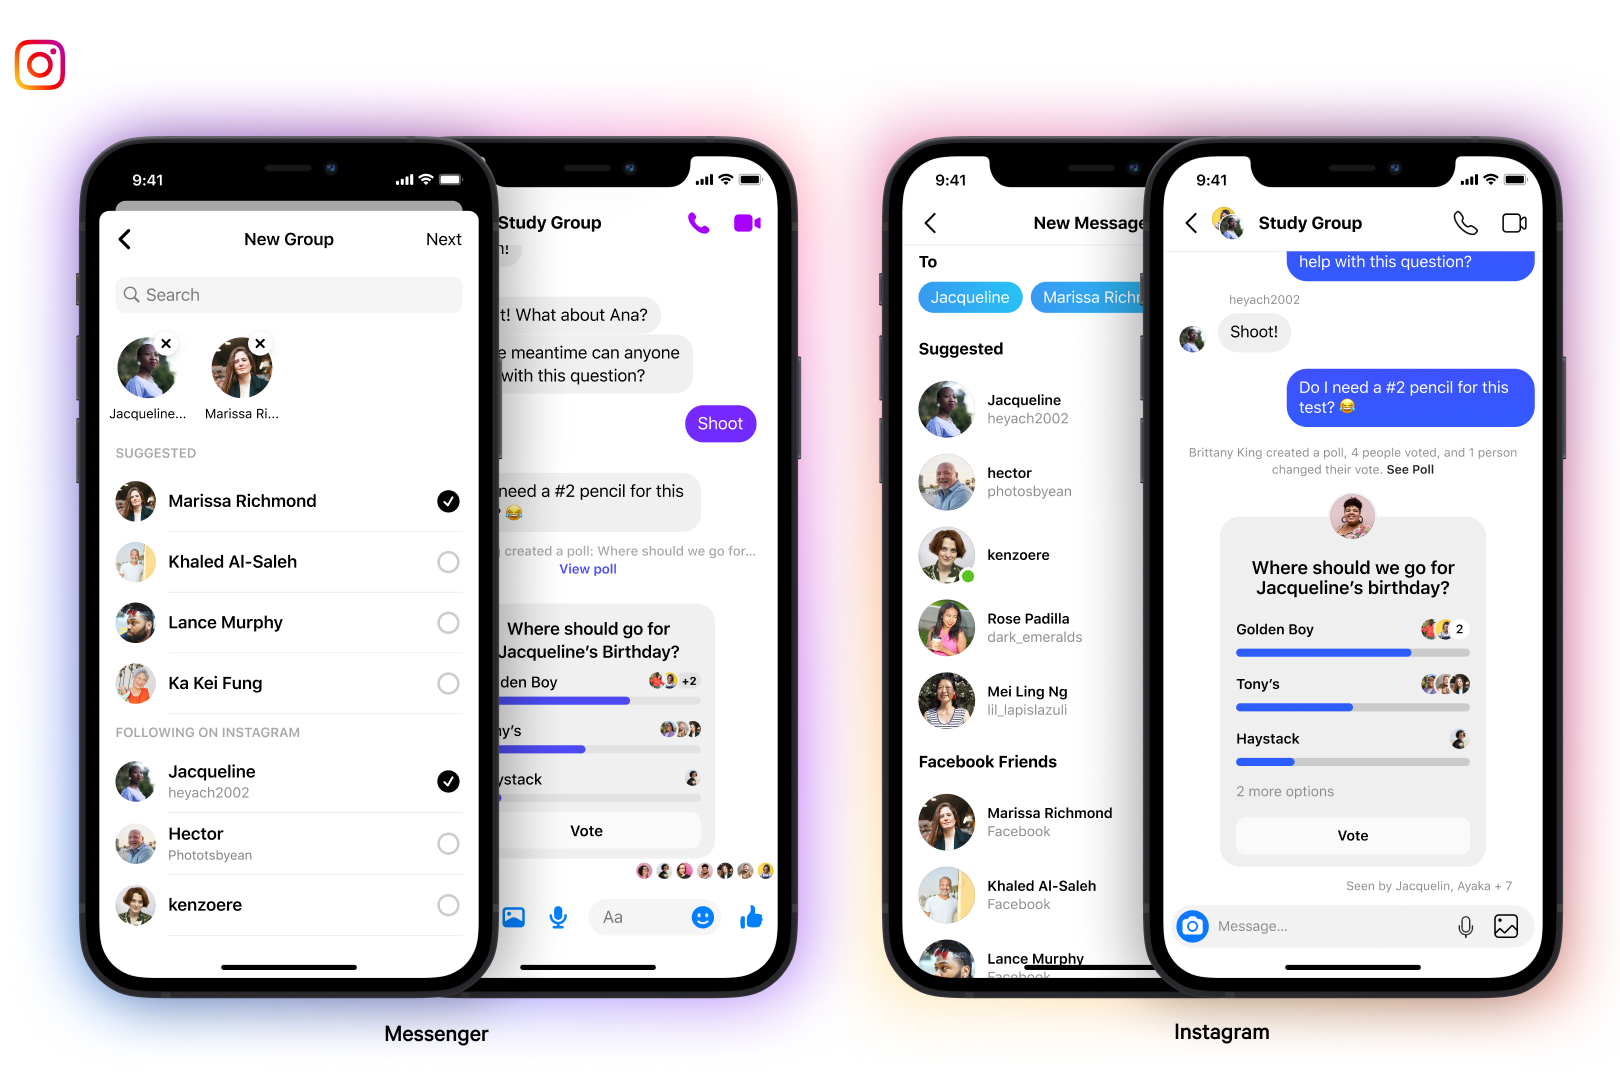 9:41
New Group
Next
Search
Jacqueline...
Marissa Ri...
SUGGESTED
Marissa Richmond
Khaled Al-Saleh
Lance Murphy
Ka Kei Fung
FOLLOWING ON INSTAGRAM
Jacqueline
heyach2002
Hector
Phototsbyean
kenzoere
Study Group
!
t! What about Ana?
e meantime can anyone
with this question?
Shoot
need a #2 pencil for this
? 😂
created a poll: Where should we go for...
View poll
Where should go for
Jacqueline's Birthday?
den Boy
+2
y's
ystack
Vote
Aa
Messenger
9:41
New Message
To
Jacqueline
Marissa Richr
Suggested
Jacqueline
heyach2002
hector
photosbyean
kenzoere
Rose Padilla
dark_emeralds
Mei Ling Ng
lil_lapislazuli
Facebook Friends
Marissa Richmond
Facebook
Khaled Al-Saleh
Facebook
Lance Murphy
Facebook
9:41
Study Group
help with this question?
heyach2002
Shoot!
Do I need a #2 pencil for this
test? 😂
Brittany King created a poll, 4 people voted, and 1 person
changed their vote. See Poll
Where should we go for
Jacqueline's birthday?
Golden Boy
2
Tony's
Haystack
2 more options
Vote
Seen by Jacquelin, Ayaka + 7
Message...
Instagram